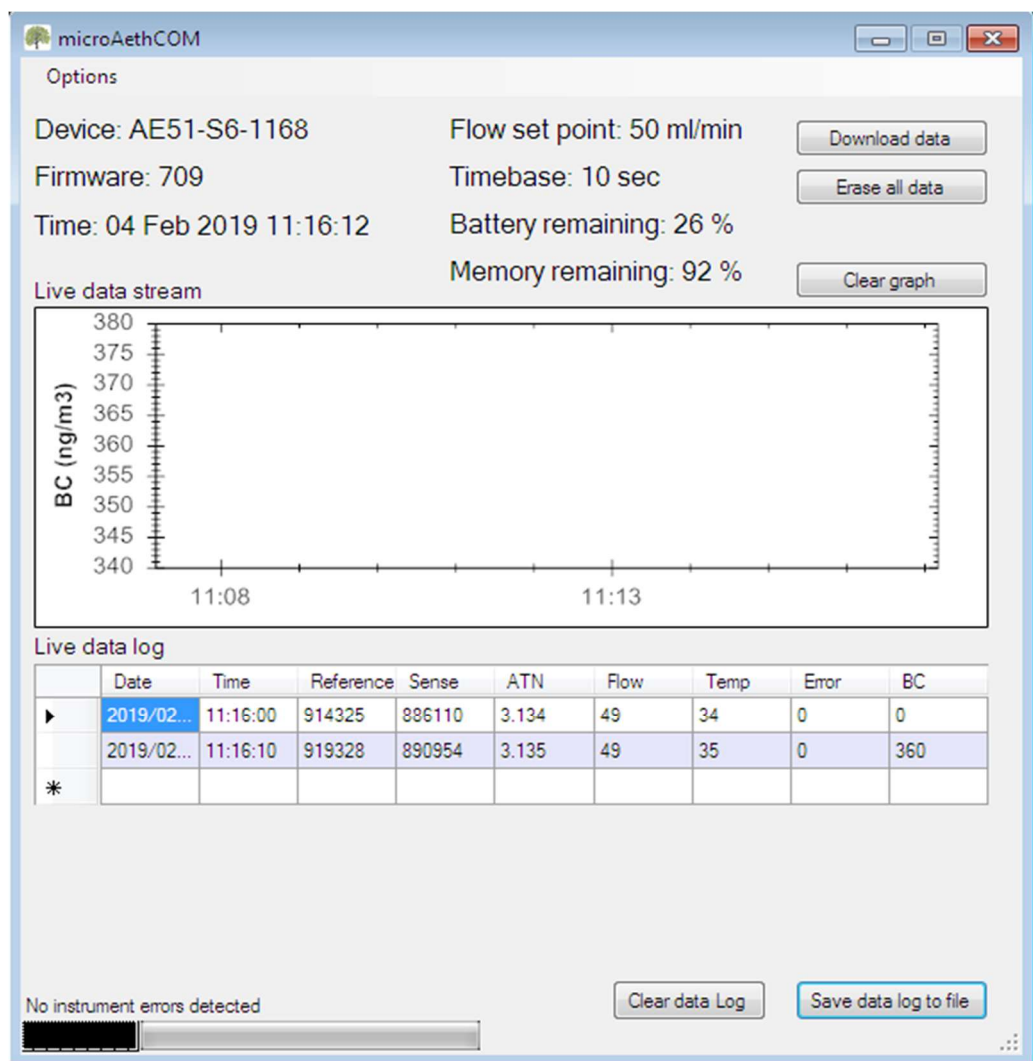 microAethCOM
Options
Device: AE51-S6-1168
Flow set point: 50 ml/min
Download data
Firmware: 709
Timebase: 10 sec
Erase all data
Time: 04 Feb 2019 11:16:12
Battery remaining: 26 %
Memory remaining: 92 %
Clear graph
Live data stream
BC (ng/m3)
380
375
370
365
360
355
350
345
340
11:08 11:13
Live data log
Date Time Reference Sense ATN Flow Temp Error BC
2019/02... 11:16:00 914325 886110 3.134 49 34 0 0
2019/02... 11:16:10 919328 890954 3.135 49 35 0 360
No instrument errors detected
Clear data Log
Save data log to file